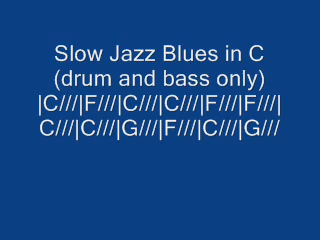 Slow Jazz Blues in C
(drum and bass only)
|C///|F///|C///|C///|F///|F///|
C///|C///|G///|F///|C///|G///